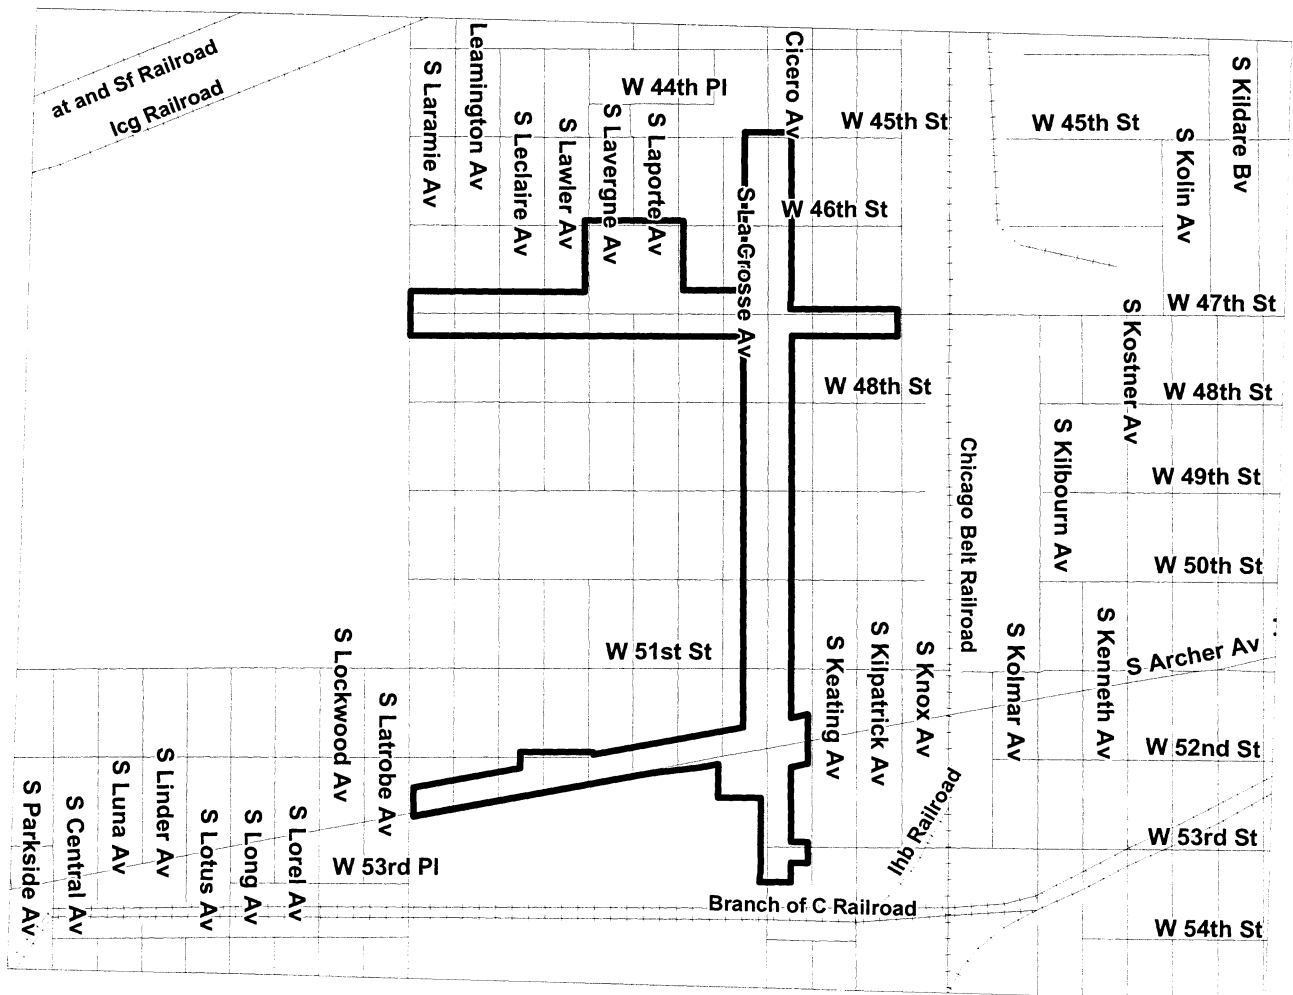 at and Sf Railroad
Icg Railroad
S Laramie Av
Leamington Av
S Leclaire Av
S Lawler Av
S Lavergne Av
S Laporte Av
W 44th Pl
Cicero Av
S La Crosse Av
W 45th St
W 45th St
S Kildare Bv
S Kolin Av
W 46th St
W 47th St
S Kostner Av
W 48th St
W 48th St
S Kilbourn Av
Chicago Belt Railroad
W 49th St
W 50th St
W 51st St
S Keating Av
S Kilpatrick Av
S Knox Av
S Kolmar Av
S Kenneth Av
S Archer Av
W 52nd St
S Lockwood Av
S Latrobe Av
S Parkside Av
S Central Av
S Luna Av
S Linder Av
S Lotus Av
S Long Av
S Lorel Av
W 53rd Pl
Ihb Railroad
W 53rd St
Branch of C Railroad
W 54th St